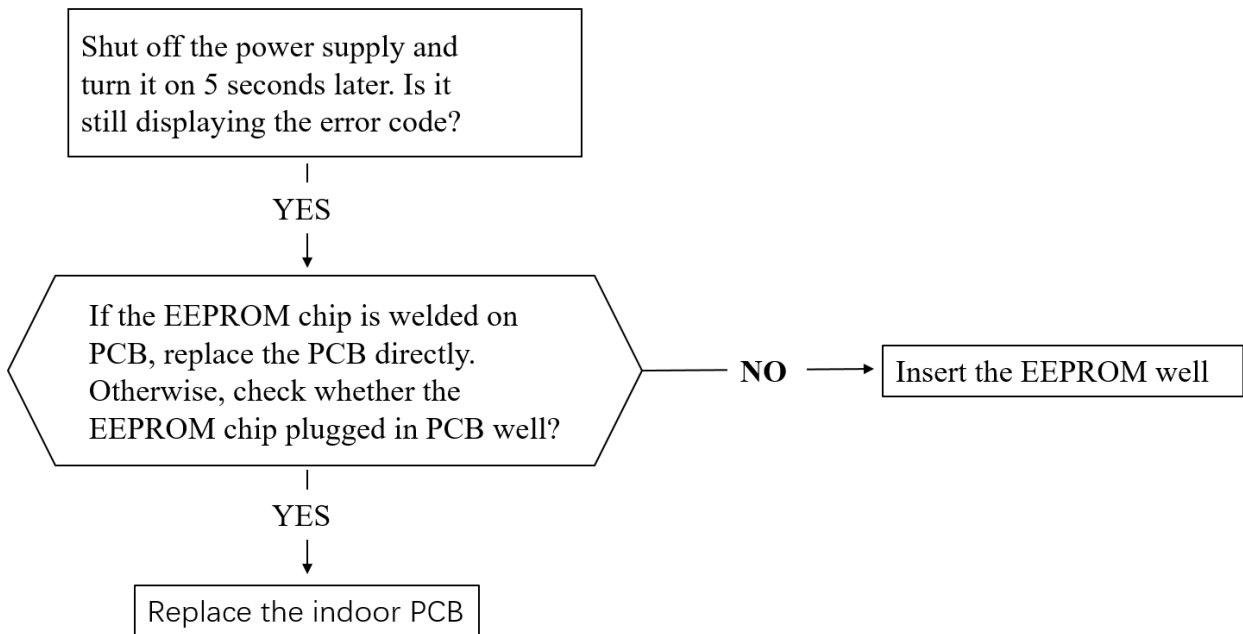 Shut off the power supply and
turn it on 5 seconds later. Is it
still displaying the error code?
YES
If the EEPROM chip is welded on
PCB, replace the PCB directly.
Otherwise, check whether the
EEPROM chip plugged in PCB well?
NO
Insert the EEPROM well
YES
Replace the indoor PCB